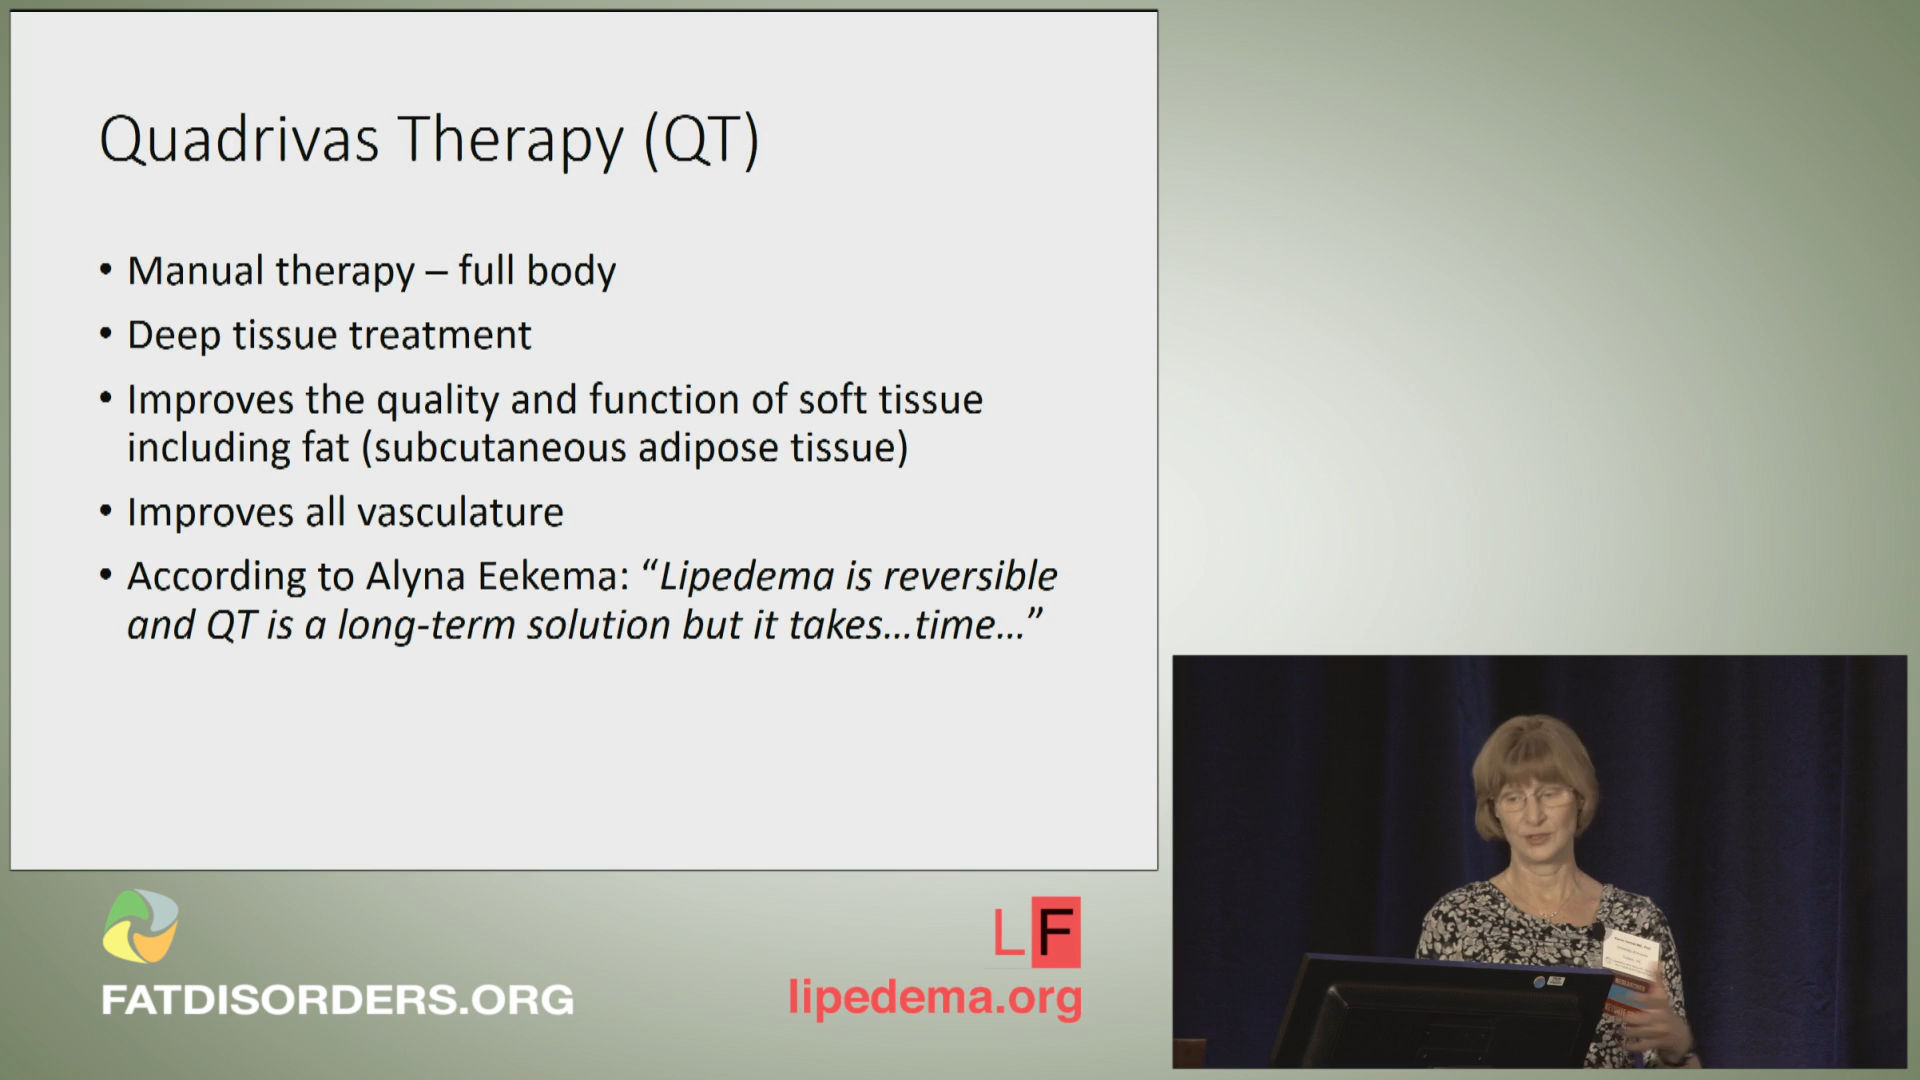 Quadrivas Therapy (QT)
• Manual therapy – full body
• Deep tissue treatment
• Improves the quality and function of soft tissue
including fat (subcutaneous adipose tissue)
• Improves all vasculature
• According to Alyna Eekema: “Lipedema is reversible
and QT is a long-term solution but it takes...time...”
FATDISORDERS.ORG
LF
lipedema.org